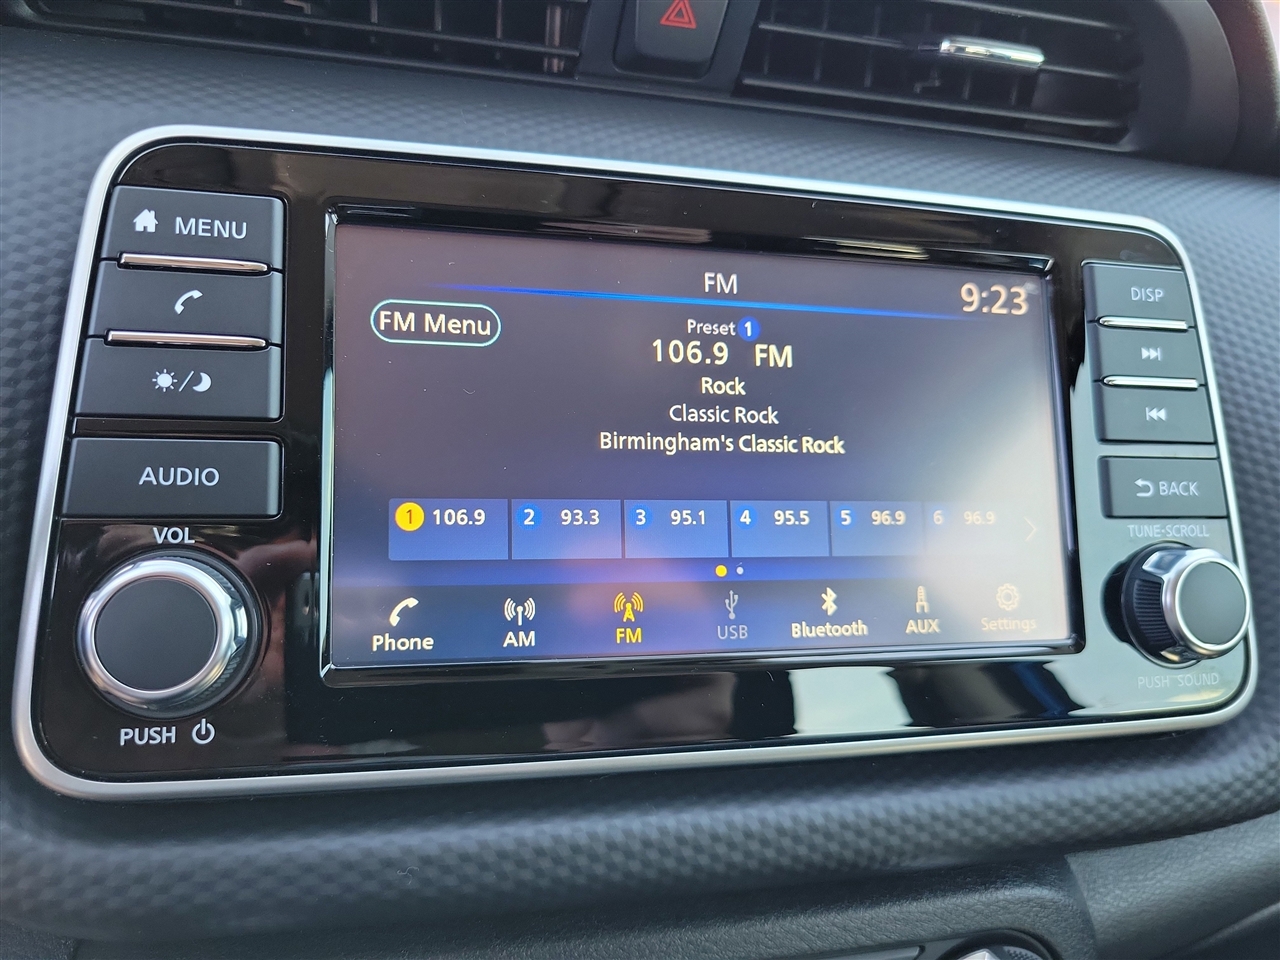 MENU
AUDIO
VOL
PUSH
FM
9:23
FM Menu
Preset 1
106.9 FM
Rock
Classic Rock
Birmingham's Classic Rock
1 106.9 2 93.3 3 95.1 4 95.5 5 96.9 6 96.9
Phone AM FM USB Bluetooth AUX Settings
DISP
BACK
TUNE·SCROLL
PUSH SOUND